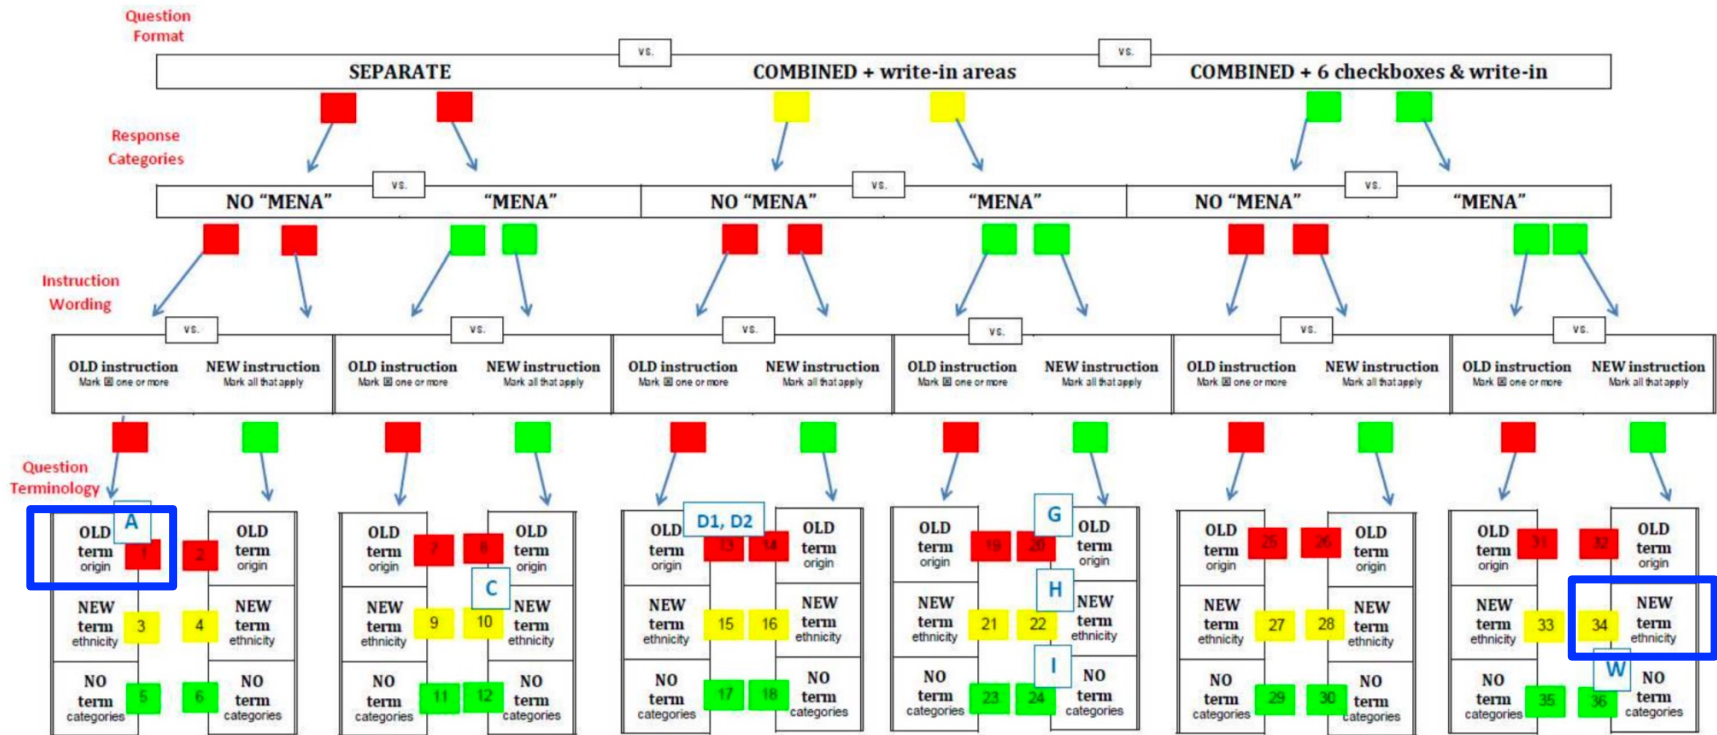 Question
Format
vs.
vs.
SEPARATE
COMBINED + write-in areas
COMBINED + 6 checkboxes & write-in
Response
Categories
vs.
vs.
vs.
NO “MENA”
“MENA”
NO “MENA”
“MENA”
NO “MENA”
“MENA”
Instruction
Wording
vs.
vs.
vs.
vs.
vs.
vs.
OLD instruction
Mark ☒ one or more
NEW instruction
Mark all that apply
OLD instruction
Mark ☒ one or more
NEW instruction
Mark all that apply
OLD instruction
Mark ☒ one or more
NEW instruction
Mark all that apply
OLD instruction
Mark ☒ one or more
NEW instruction
Mark all that apply
OLD instruction
Mark ☒ one or more
NEW instruction
Mark all that apply
OLD instruction
Mark ☒ one or more
NEW instruction
Mark all that apply
Question
Terminology
A
OLD
term
origin
1
2
OLD
term
origin
NEW
term
ethnicity
3
4
NEW
term
ethnicity
NO
term
categories
5
6
NO
term
categories
OLD
term
origin
7
8
OLD
term
origin
C
NEW
term
ethnicity
9
10
NEW
term
ethnicity
NO
term
categories
11
12
NO
term
categories
D1, D2
OLD
term
origin
13
14
OLD
term
origin
NEW
term
ethnicity
15
16
NEW
term
ethnicity
NO
term
categories
17
18
NO
term
categories
G
OLD
term
origin
19
20
OLD
term
origin
H
NEW
term
ethnicity
21
22
NEW
term
ethnicity
I
NO
term
categories
23
24
NO
term
categories
OLD
term
origin
25
26
OLD
term
origin
NEW
term
ethnicity
27
28
NEW
term
ethnicity
NO
term
categories
29
30
NO
term
categories
OLD
term
origin
31
32
OLD
term
origin
NEW
term
ethnicity
33
34
NEW
term
ethnicity
W
NO
term
categories
35
36
NO
term
categories